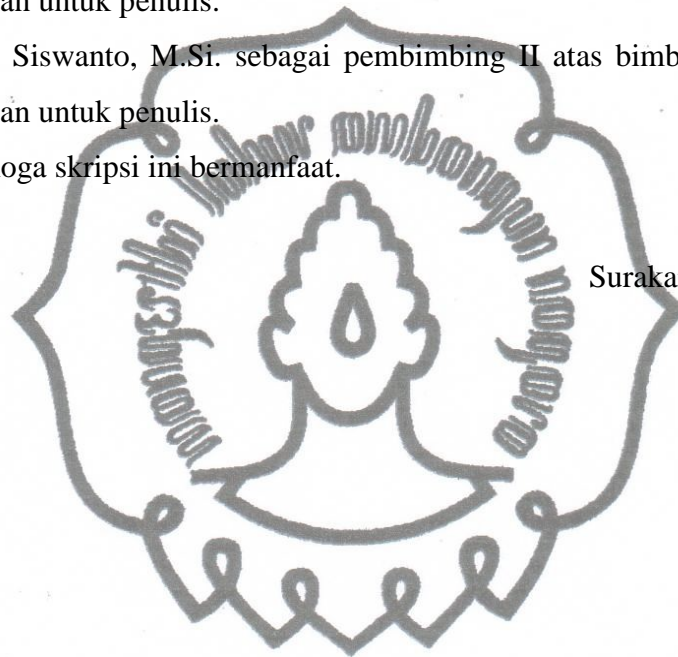 an untuk penulis.
Siswanto, M.Si. sebagai pembimbing II atas bimb
an untuk penulis.
oga skripsi ini bermanfaat.
Suraka